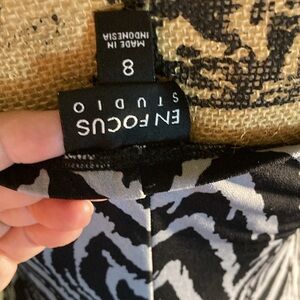 EN FOCUS
STUDIO
8
MADE IN
INDONESIA